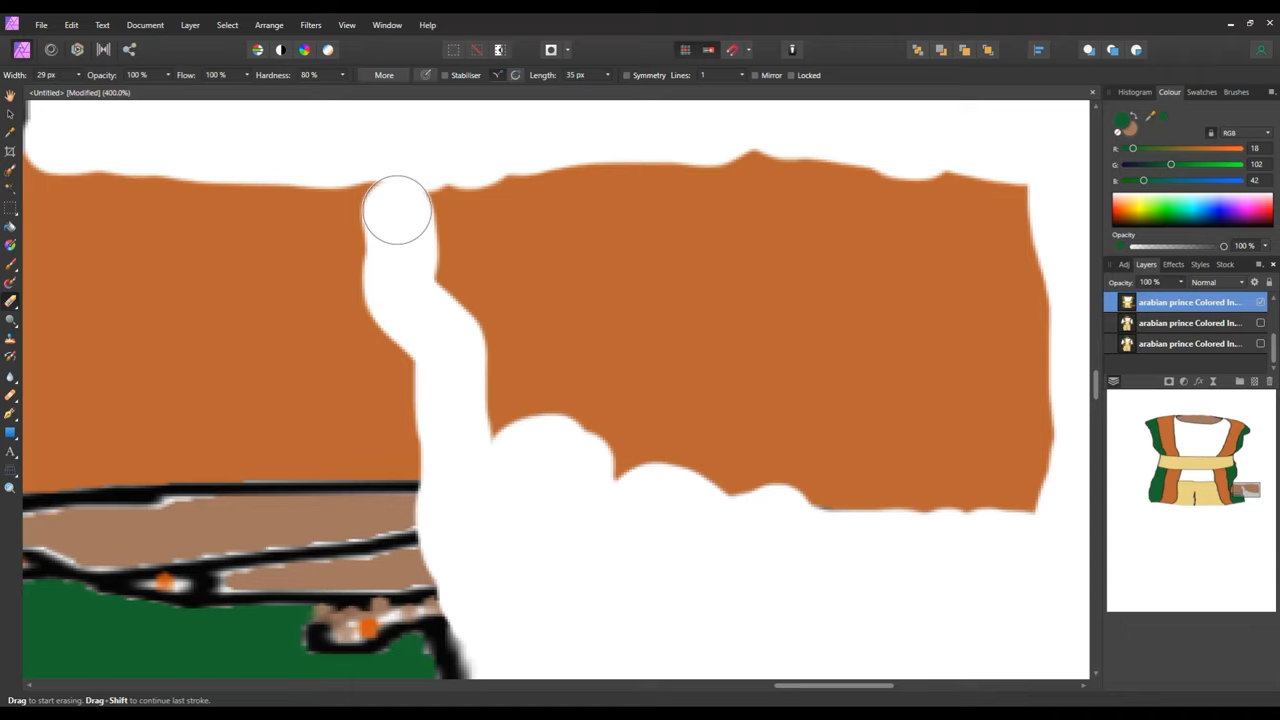 File Edit Text Document Layer Select Arrange Filters View Window Help
Width: 29 px Opacity: 100 % Flow: 100 % Hardness: 80 % More Stabiliser Length: 35 px Symmetry Lines: 1 Mirror Locked
<Untitled> [Modified] (400.0%)
Histogram Colour Swatches Brushes
RGB
R: 18
G: 102
B: 42
Opacity
100 %
Adj Layers Effects Styles Stock
Opacity: 100 % Normal
arabian prince Colored In...
arabian prince Colored In...
arabian prince Colored In...
Drag to start erasing. Drag+Shift to continue last stroke.